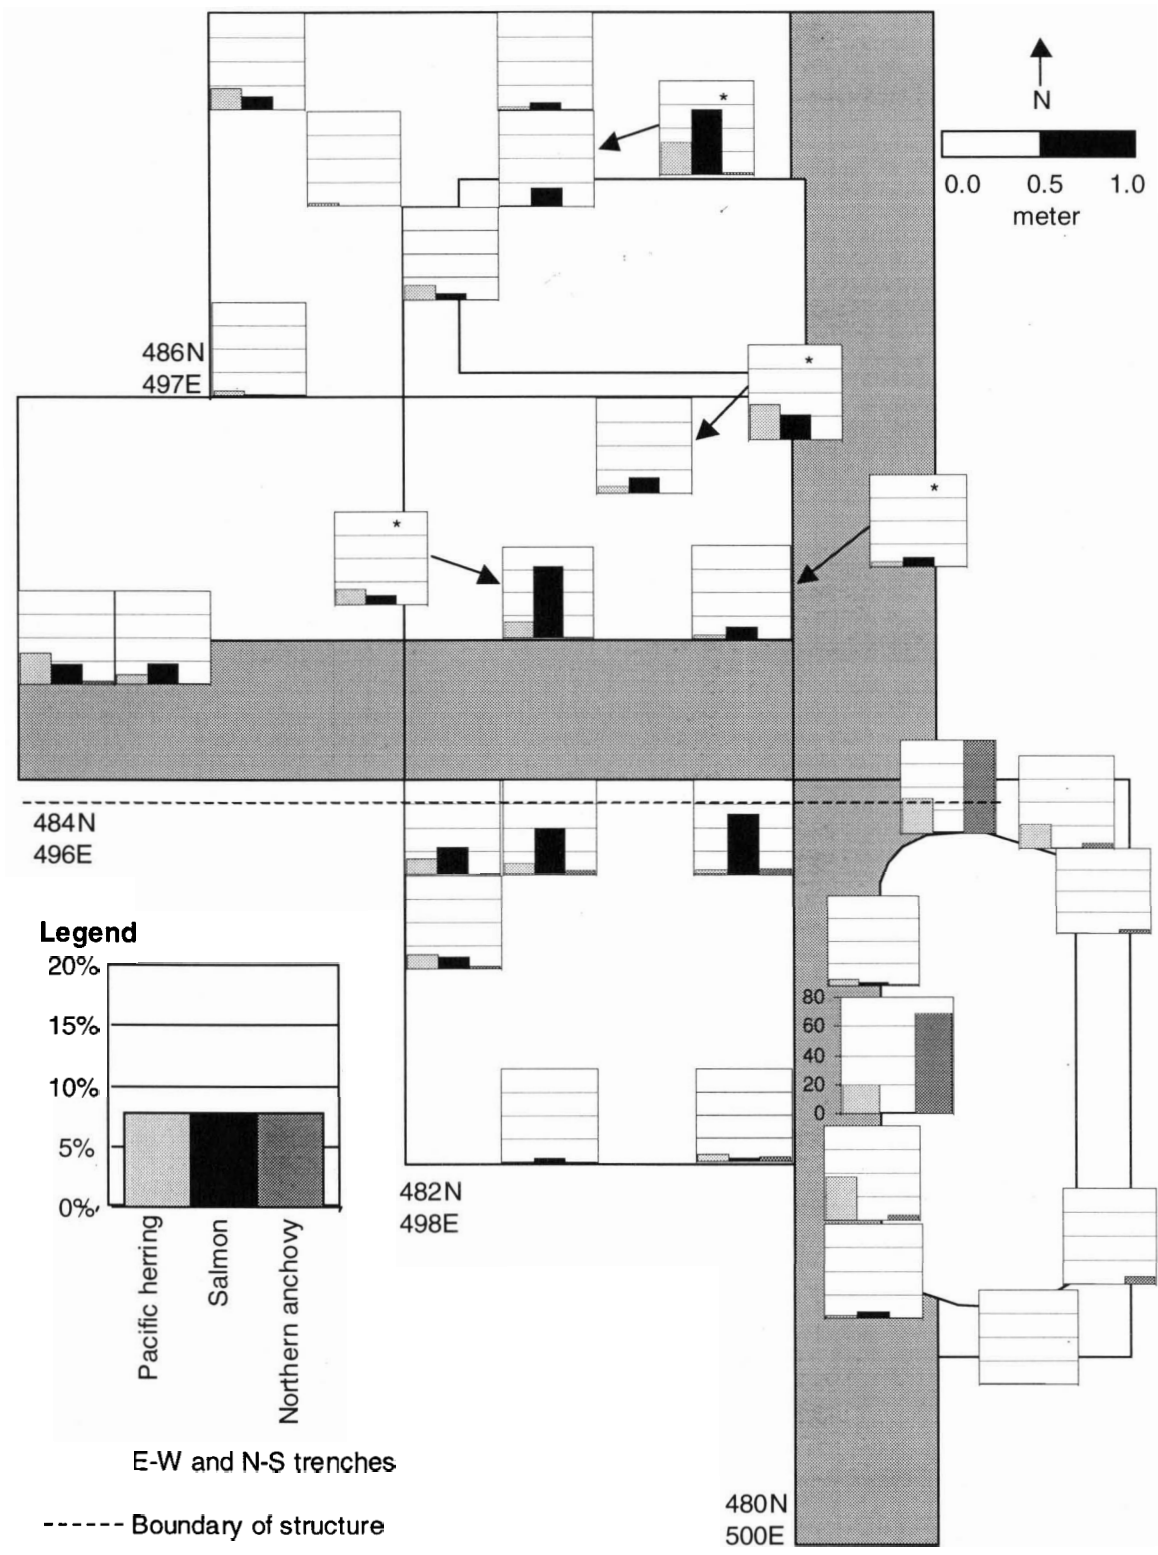 *
N
0.0 0.5 1.0
meter
486N
497E
*
*
*
484N
496E
Legend
20%
15%
10%
5%
0%
Pacific herring
Salmon
Northern anchovy
80
60
40
20
0
482N
498E
E-W and N-S trenches
Boundary of structure
480N
500E